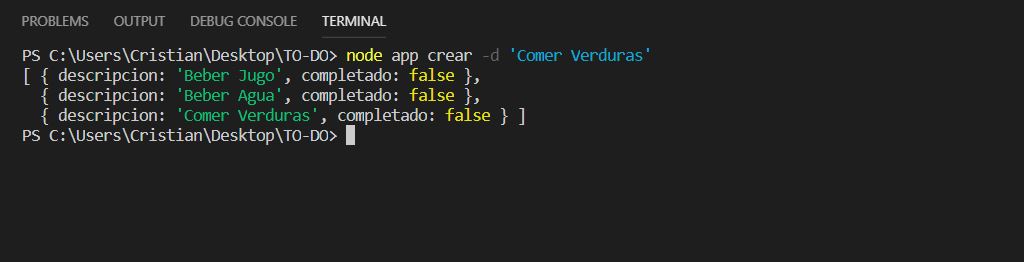 PROBLEMS OUTPUT DEBUG CONSOLE TERMINAL
PS C:\Users\Cristian\Desktop\TO-DO> node app crear -d 'Comer Verduras'
[ { descripcion: 'Beber Jugo', completado: false },
  { descripcion: 'Beber Agua', completado: false },
  { descripcion: 'Comer Verduras', completado: false } ]
PS C:\Users\Cristian\Desktop\TO-DO>